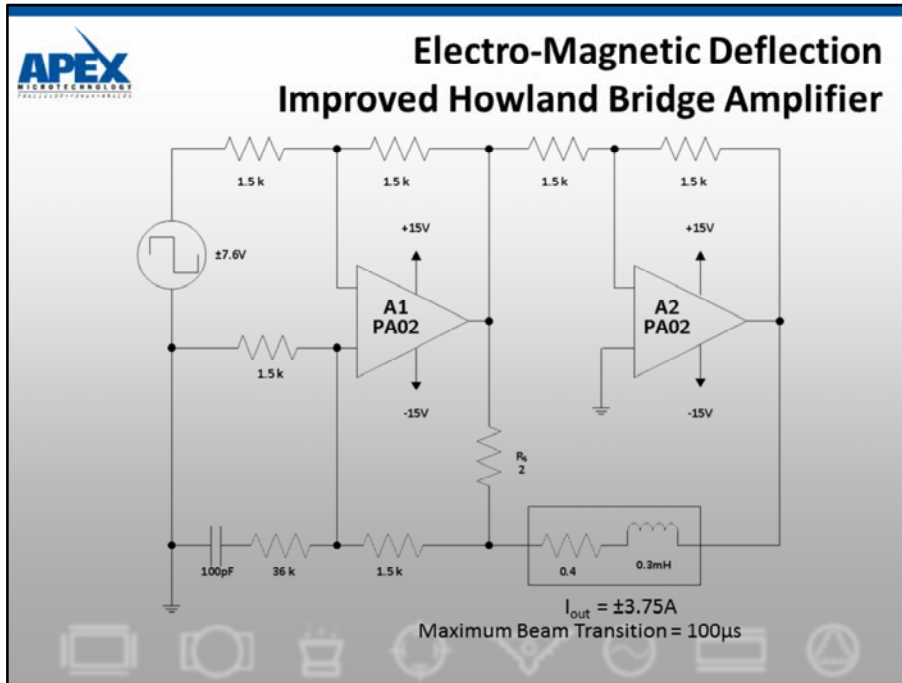 APEX
MICROTECHNOLOGY
Electro-Magnetic Deflection
Improved Howland Bridge Amplifier
1.5 k
1.5 k
1.5 k
1.5 k
+15V
+15V
±7.6V
A1
PA02
A2
PA02
1.5 k
-15V
-15V
Rs
2
100pF
36 k
1.5 k
0.4
0.3mH
Iout = ±3.75A
Maximum Beam Transition = 100µs